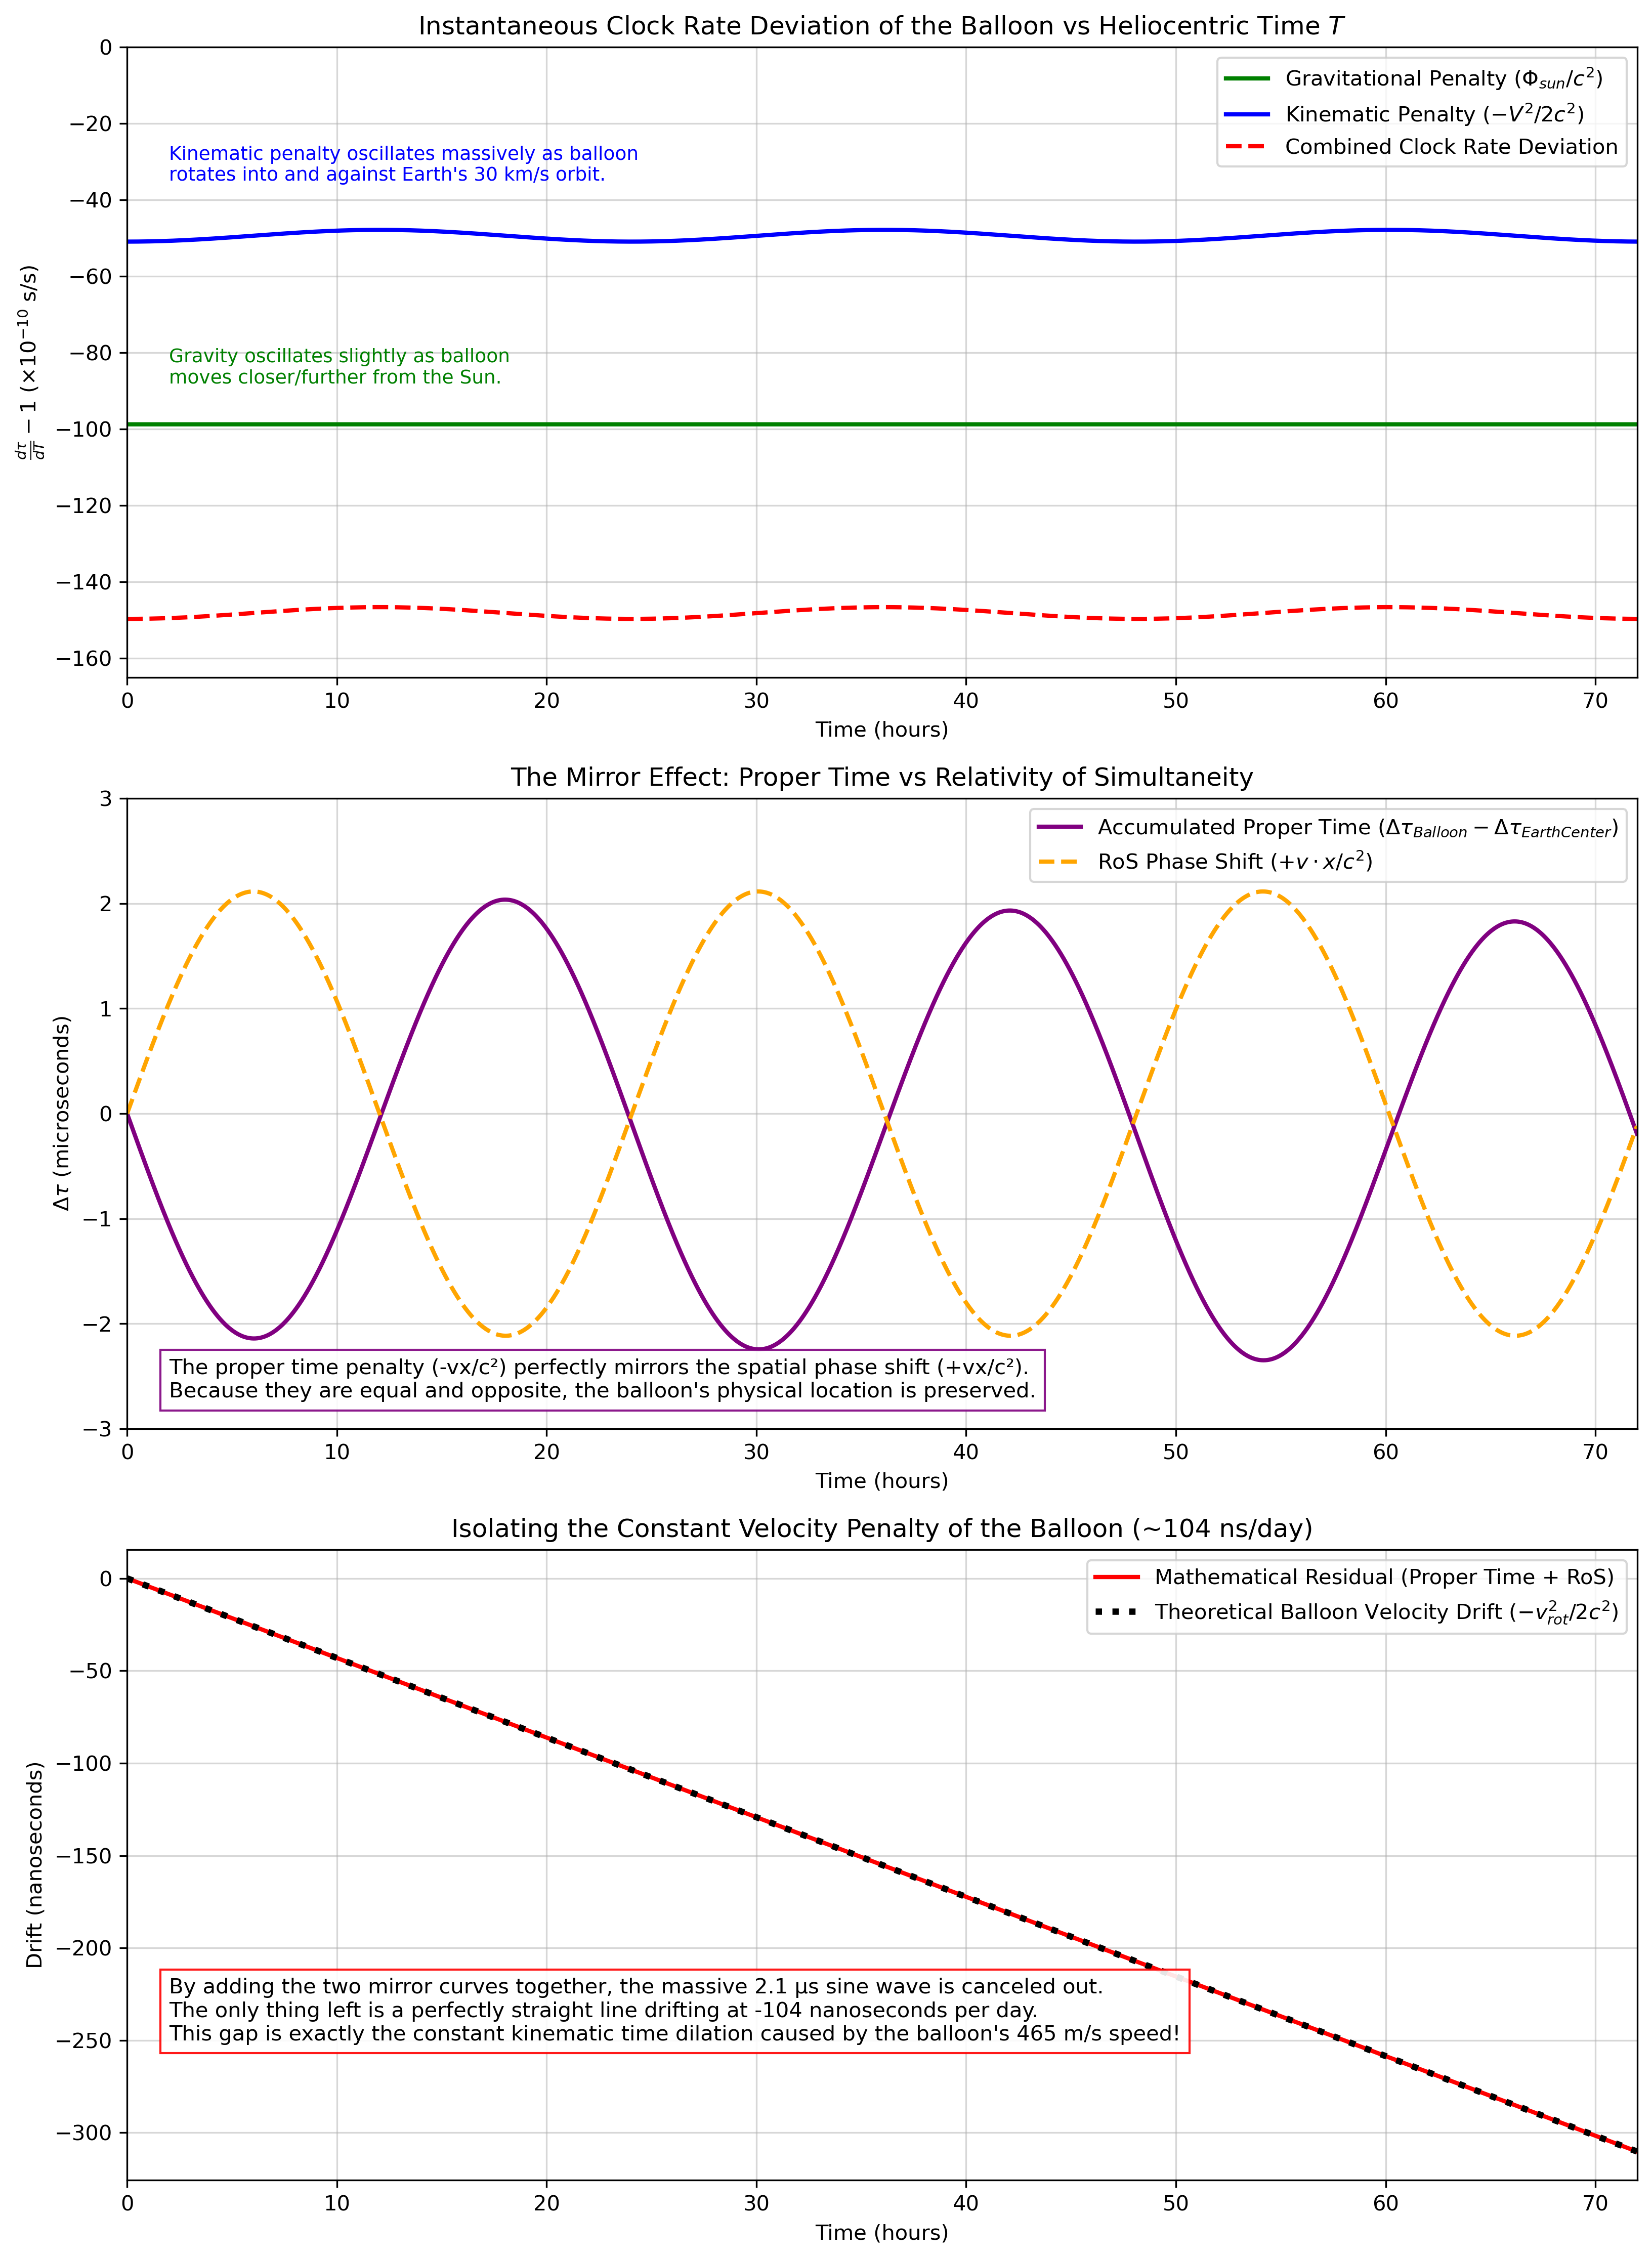 Instantaneous Clock Rate Deviation of the Balloon vs Heliocentric Time T
0
−20
−40
−60
−80
−100
−120
−140
−160
dτ/dT − 1 (×10⁻¹⁰ s/s)
Gravitational Penalty (Φ_sun/c²)
Kinematic Penalty (−V²/2c²)
Combined Clock Rate Deviation
Kinematic penalty oscillates massively as balloon
rotates into and against Earth's 30 km/s orbit.
Gravity oscillates slightly as balloon
moves closer/further from the Sun.
0 10 20 30 40 50 60 70
Time (hours)
The Mirror Effect: Proper Time vs Relativity of Simultaneity
3
2
1
0
−1
−2
−3
Δτ (microseconds)
Accumulated Proper Time (Δτ_Balloon − Δτ_EarthCenter)
RoS Phase Shift (+v · x/c²)
The proper time penalty (-vx/c²) perfectly mirrors the spatial phase shift (+vx/c²).
Because they are equal and opposite, the balloon's physical location is preserved.
0 10 20 30 40 50 60 70
Time (hours)
Isolating the Constant Velocity Penalty of the Balloon (~104 ns/day)
0
−50
−100
−150
−200
−250
−300
Drift (nanoseconds)
Mathematical Residual (Proper Time + RoS)
Theoretical Balloon Velocity Drift (−v²_rot/2c²)
By adding the two mirror curves together, the massive 2.1 µs sine wave is canceled out.
The only thing left is a perfectly straight line drifting at -104 nanoseconds per day.
This gap is exactly the constant kinematic time dilation caused by the balloon's 465 m/s speed!
0 10 20 30 40 50 60 70
Time (hours)